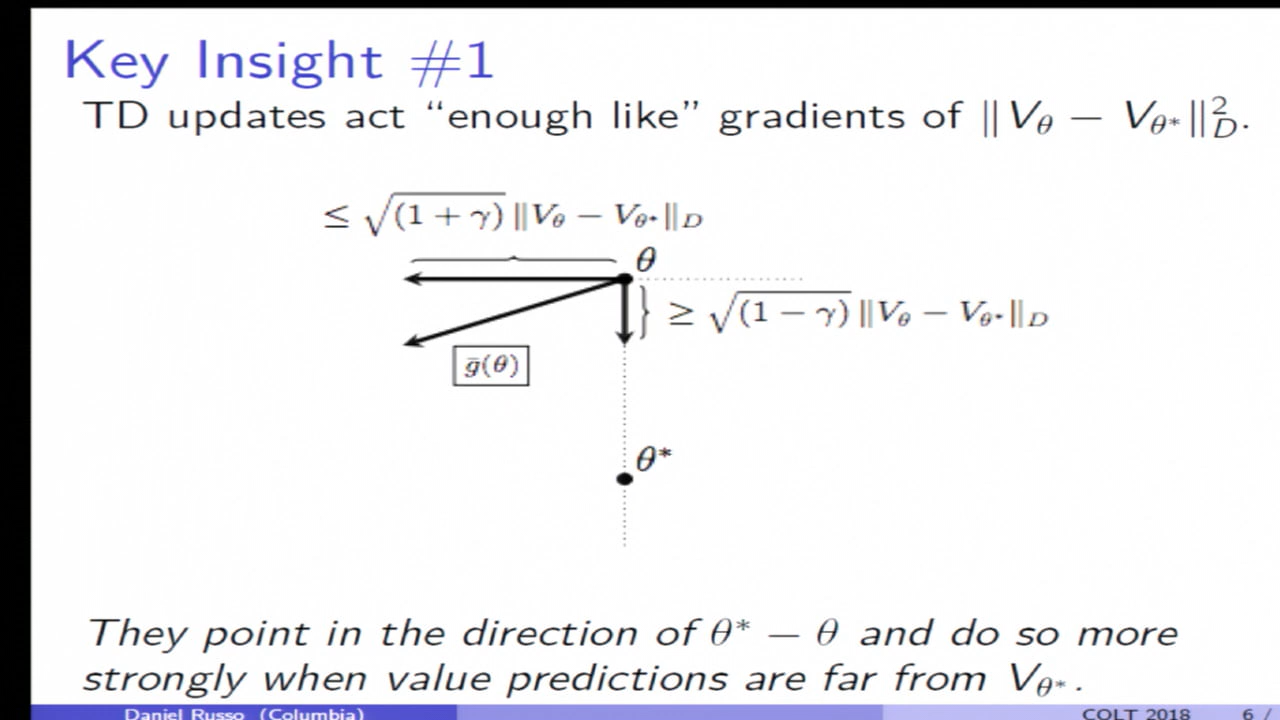 Key Insight #1
TD updates act “enough like” gradients of ‖V_θ − V_θ*‖²_D.
≤ √(1 + γ) ‖V_θ − V_θ*‖_D
θ
≥ √(1 − γ) ‖V_θ − V_θ*‖_D
ḡ(θ)
θ*
They point in the direction of θ* − θ and do so more
strongly when value predictions are far from V_θ*.
Daniel Russo (Columbia) COLT 2018 6 /